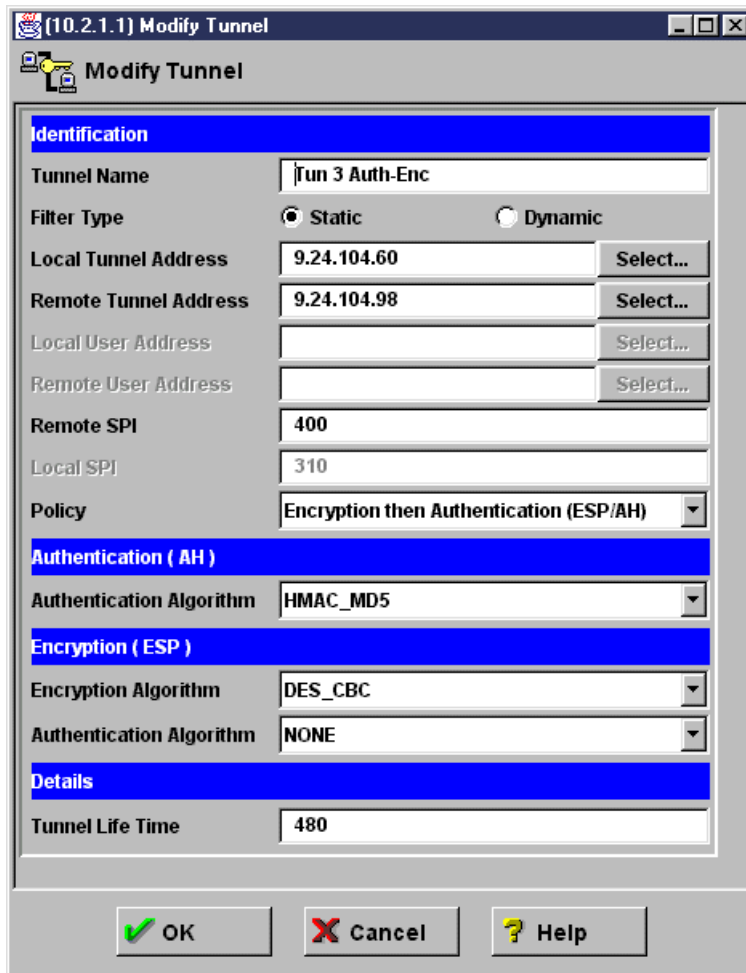 (10.2.1.1) Modify Tunnel
Modify Tunnel
Identification
Tunnel Name Tun 3 Auth-Enc
Filter Type Static Dynamic
Local Tunnel Address 9.24.104.60 Select...
Remote Tunnel Address 9.24.104.98 Select...
Local User Address Select...
Remote User Address Select...
Remote SPI 400
Local SPI 310
Policy Encryption then Authentication (ESP/AH)
Authentication ( AH )
Authentication Algorithm HMAC_MD5
Encryption ( ESP )
Encryption Algorithm DES_CBC
Authentication Algorithm NONE
Details
Tunnel Life Time 480
OK Cancel ? Help